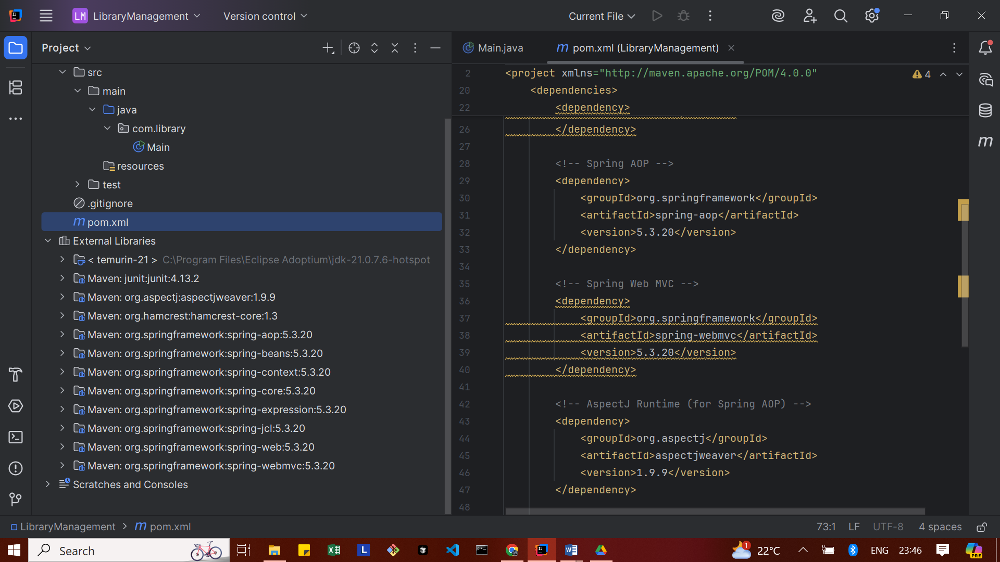 LM LibraryManagement Version control Current File
Project
Main.java
pom.xml (LibraryManagement)
src
main
java
com.library
Main
resources
test
.gitignore
pom.xml
External Libraries
< temurin-21 > C:\Program Files\Eclipse Adoptium\jdk-21.0.7.6-hotspot
Maven: junit:junit:4.13.2
Maven: org.aspectj:aspectjweaver:1.9.9
Maven: org.hamcrest:hamcrest-core:1.3
Maven: org.springframework:spring-aop:5.3.20
Maven: org.springframework:spring-beans:5.3.20
Maven: org.springframework:spring-context:5.3.20
Maven: org.springframework:spring-core:5.3.20
Maven: org.springframework:spring-expression:5.3.20
Maven: org.springframework:spring-jcl:5.3.20
Maven: org.springframework:spring-web:5.3.20
Maven: org.springframework:spring-webmvc:5.3.20
Scratches and Consoles
2 <project xmlns="http://maven.apache.org/POM/4.0.0" 4
20 <dependencies>
22 <dependency>
26 </dependency>
27
28 <!-- Spring AOP -->
29 <dependency>
30 <groupId>org.springframework</groupId>
31 <artifactId>spring-aop</artifactId>
32 <version>5.3.20</version>
33 </dependency>
34
35 <!-- Spring Web MVC -->
36 <dependency>
37 <groupId>org.springframework</groupId>
38 <artifactId>spring-webmvc</artifactId>
39 <version>5.3.20</version>
40 </dependency>
41
42 <!-- AspectJ Runtime (for Spring AOP) -->
43 <dependency>
44 <groupId>org.aspectj</groupId>
45 <artifactId>aspectjweaver</artifactId>
46 <version>1.9.9</version>
47 </dependency>
48
LibraryManagement > pom.xml
73:1 LF UTF-8 4 spaces
Search
1 22°C ENG 23:46 PRE